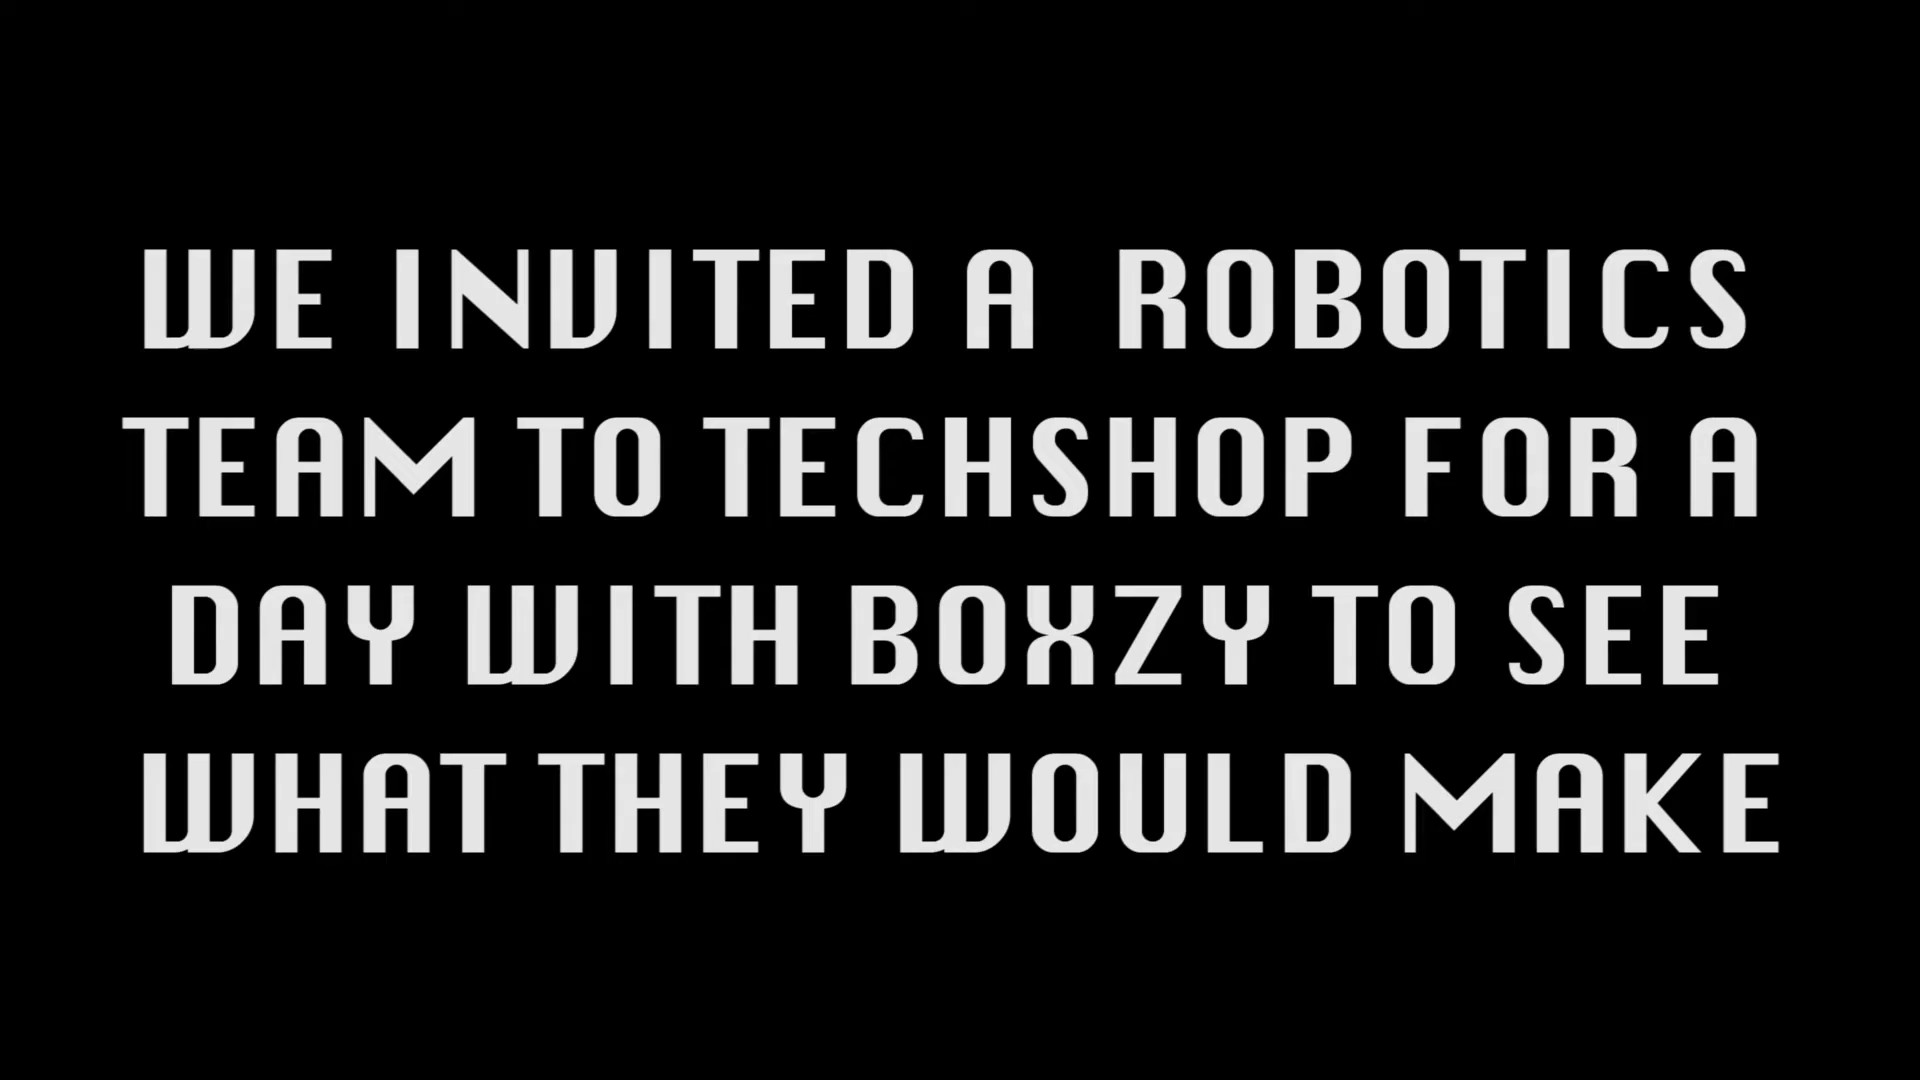 WE INVITED A ROBOTICS
TEAM TO TECHSHOP FOR A
DAY WITH BOXZY TO SEE
WHAT THEY WOULD MAKE